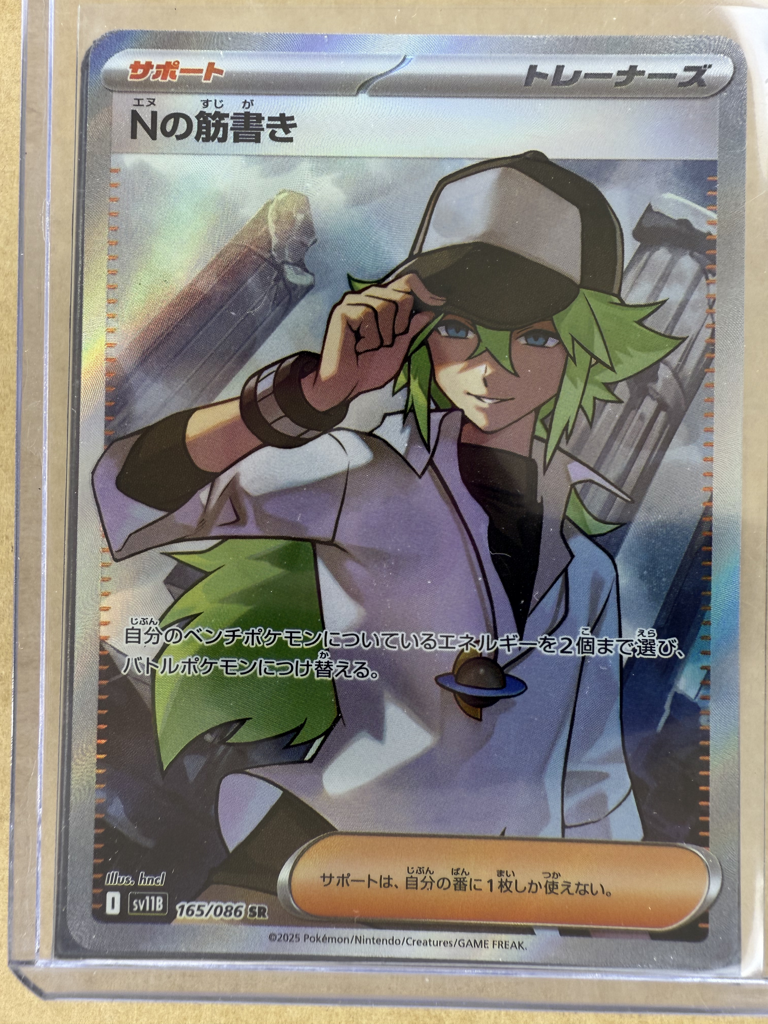 サポート
トレーナーズ
エヌ すじ が
Nの筋書き
じぶん こ えら
自分のベンチポケモンについているエネルギーを2個まで選び、
か
バトルポケモンにつけ替える。
じぶん ばん まい つか
サポートは、自分の番に1枚しか使えない。
Illus. hncl
I sv11B 165/086 SR
©2025 Pokémon/Nintendo/Creatures/GAME FREAK.